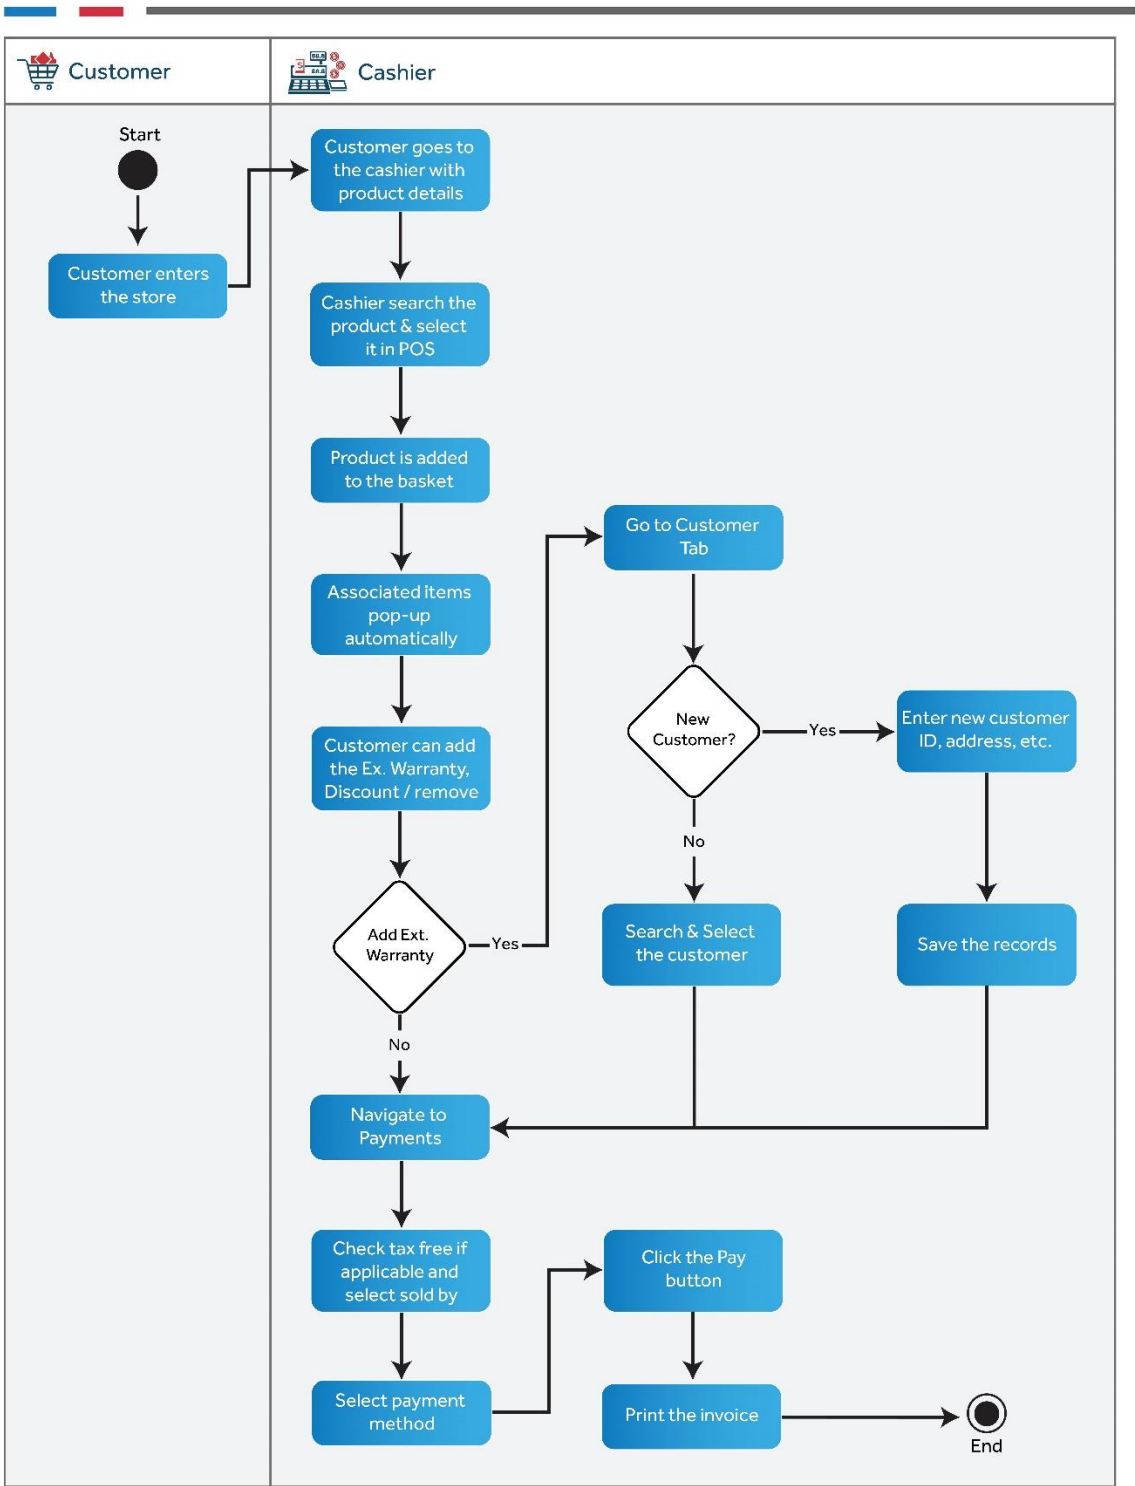 Customer
Cashier
Start
Customer enters
the store
Customer goes to
the cashier with
product details
Cashier search the
product & select
it in POS
Product is added
to the basket
Associated items
pop-up
automatically
Customer can add
the Ex. Warranty,
Discount / remove
Add Ext.
Warranty
Yes
No
Go to Customer
Tab
New
Customer?
Yes
No
Enter new customer
ID, address, etc.
Search & Select
the customer
Save the records
Navigate to
Payments
Check tax free if
applicable and
select sold by
Select payment
method
Click the Pay
button
Print the invoice
End